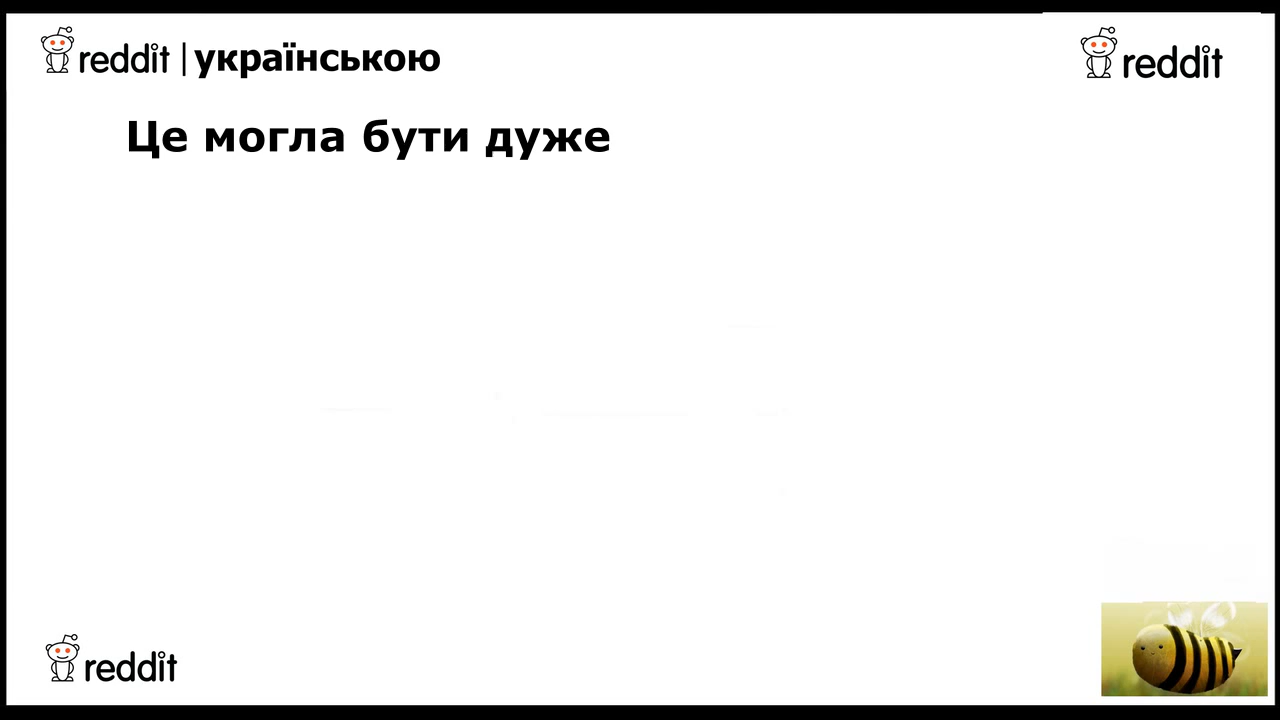 reddit | українською
reddit
Це могла бути дуже
reddit